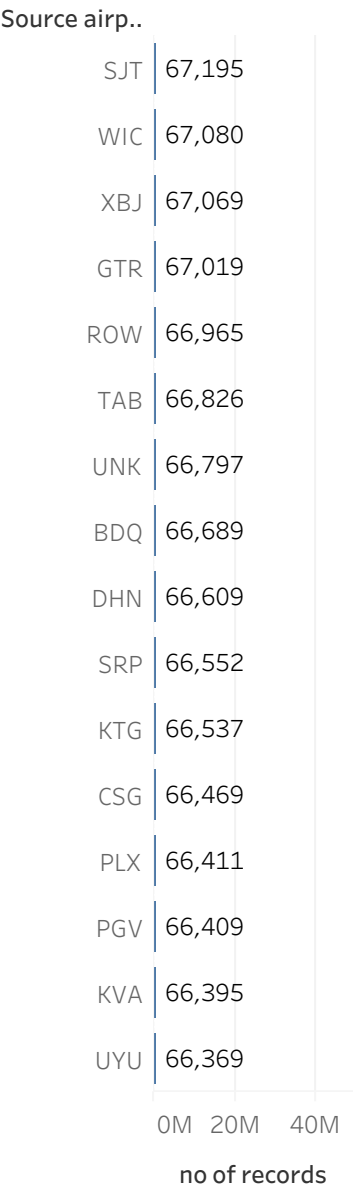 Source airp..
SJT 67,195
WIC 67,080
XBJ 67,069
GTR 67,019
ROW 66,965
TAB 66,826
UNK 66,797
BDQ 66,689
DHN 66,609
SRP 66,552
KTG 66,537
CSG 66,469
PLX 66,411
PGV 66,409
KVA 66,395
UYU 66,369
0M 20M 40M
no of records